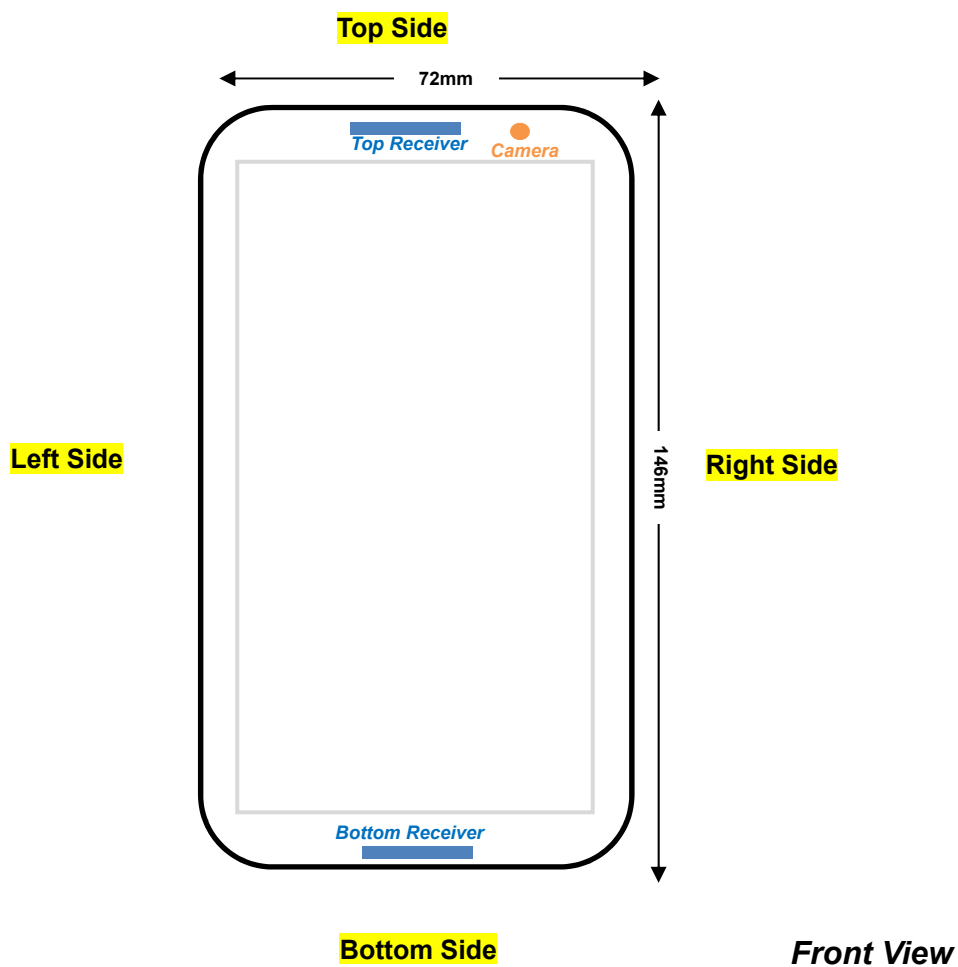 Top Side
72mm
Top Receiver
Camera
Left Side
146mm
Right Side
Bottom Receiver
Bottom Side
Front View